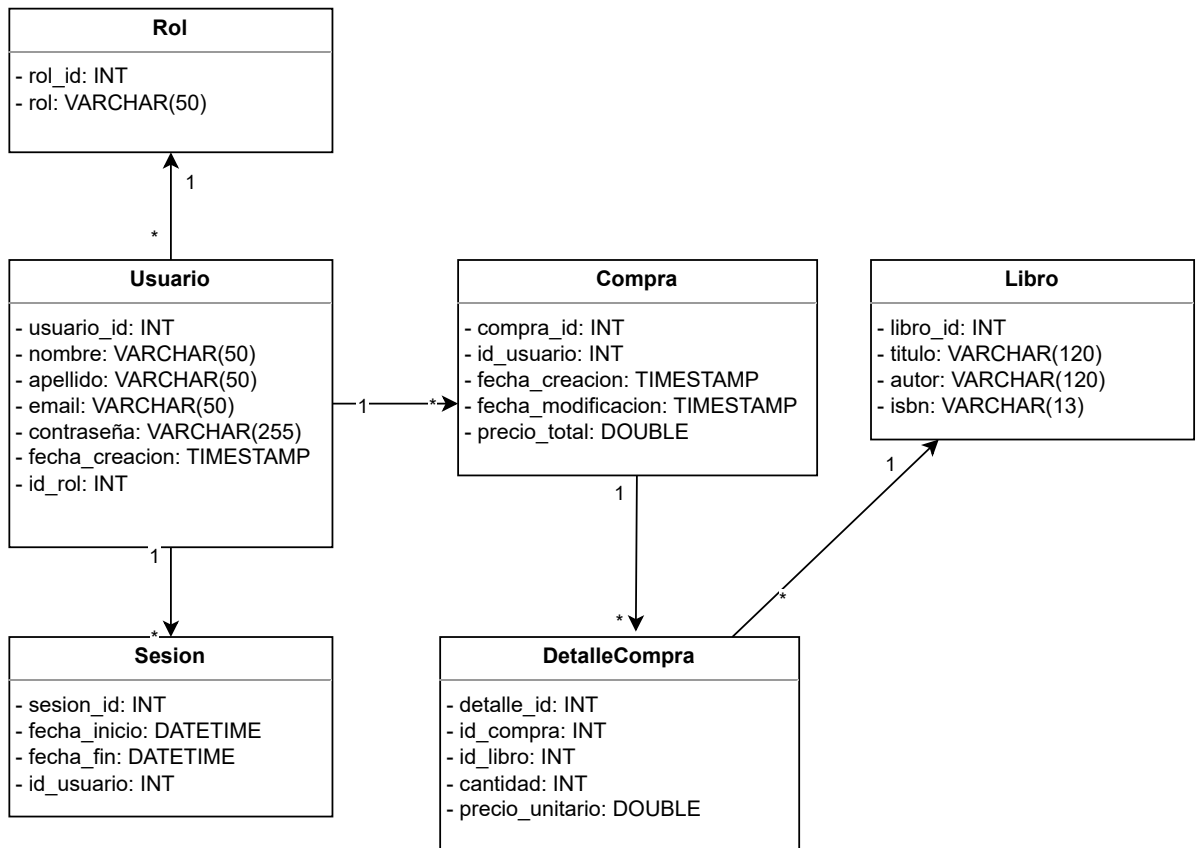 Rol
- rol_id: INT
- rol: VARCHAR(50)
1
*
Usuario
- usuario_id: INT
- nombre: VARCHAR(50)
- apellido: VARCHAR(50)
- email: VARCHAR(50)
- contraseña: VARCHAR(255)
- fecha_creacion: TIMESTAMP
- id_rol: INT
1
*
Compra
- compra_id: INT
- id_usuario: INT
- fecha_creacion: TIMESTAMP
- fecha_modificacion: TIMESTAMP
- precio_total: DOUBLE
Libro
- libro_id: INT
- titulo: VARCHAR(120)
- autor: VARCHAR(120)
- isbn: VARCHAR(13)
1
*
1
*
1
*
Sesion
- sesion_id: INT
- fecha_inicio: DATETIME
- fecha_fin: DATETIME
- id_usuario: INT
DetalleCompra
- detalle_id: INT
- id_compra: INT
- id_libro: INT
- cantidad: INT
- precio_unitario: DOUBLE